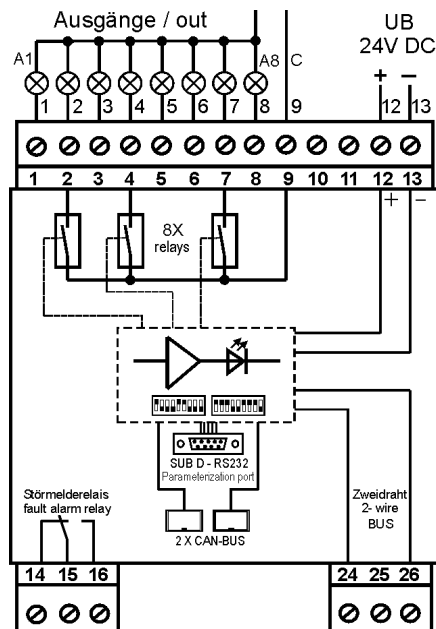 Ausgänge / out
UB
24V DC
A1
A8
C
+ −
1 2 3 4 5 6 7 8 9 12 13
1 2 3 4 5 6 7 8 9 10 11 12 13
+ −
8X
relays
SUB D - RS232
Parameterization port
Störmelderelais
fault alarm relay
Zweidraht
2- wire
BUS
2 X CAN-BUS
14 15 16
24 25 26